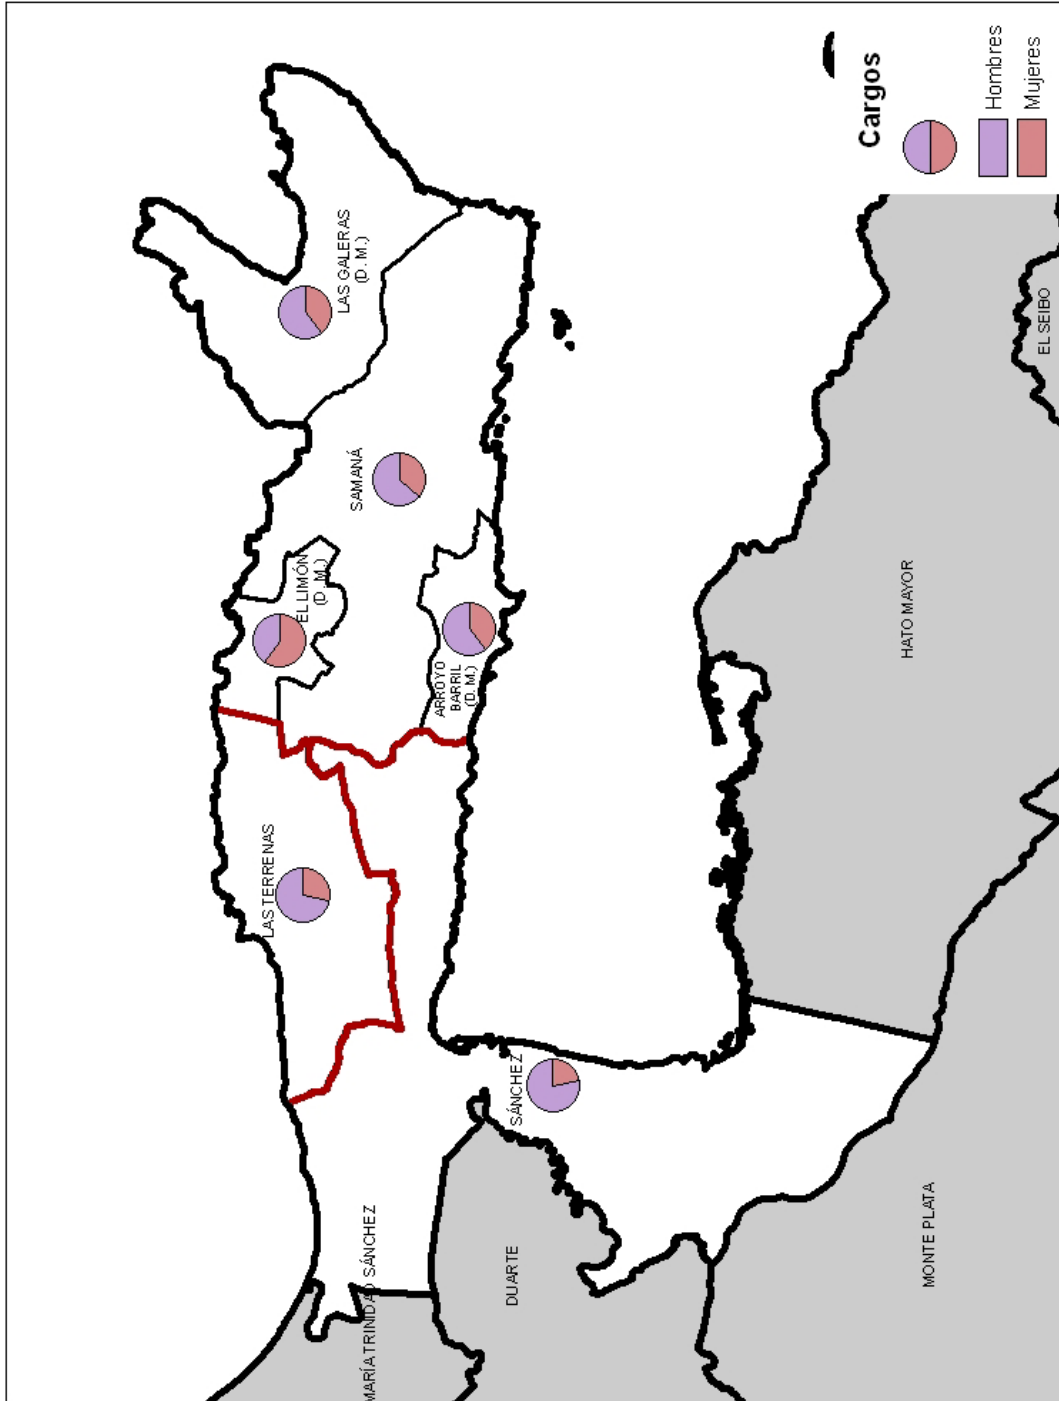 LAS GALERAS
(D. M.)
SAMANÁ
EL LIMÓN
(D. M.)
ARROYO
BARRIL
(D. M.)
LAS TERRENAS
SÁNCHEZ
MARÍA TRINIDAD SÁNCHEZ
DUARTE
MONTE PLATA
HATO MAYOR
EL SEIBO
Cargos
Hombres
Mujeres